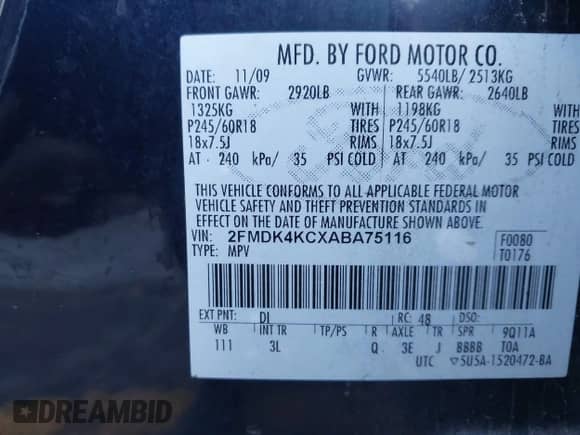 MFD. BY FORD MOTOR CO.
DATE: 11/09 GVWR: 5540LB/ 2513KG
FRONT GAWR: 2920LB REAR GAWR: 2640LB
1325KG WITH 1198KG WITH
P245/60R18 TIRES P245/60R18 TIRES
18x7.5J RIMS 18x7.5J RIMS
AT 240 kPa/ 35 PSI COLD AT 240 kPa/ 35 PSI COLD
THIS VEHICLE CONFORMS TO ALL APPLICABLE FEDERAL MOTOR
VEHICLE SAFETY AND THEFT PREVENTION STANDARDS IN
EFFECT ON THE DATE OF MANUFACTURE SHOWN ABOVE.
VIN: 2FMDK4KCXABA75116 F0080
TYPE: MPV T0176
EXT PNT: DI RC: 48 DSO:
WB INT TR TP/PS R AXLE TR SPR 9Q11A
111 3L Q 3E J BBBB T0A
UTC ▽5U5A-1520472-BA
DREAMBID